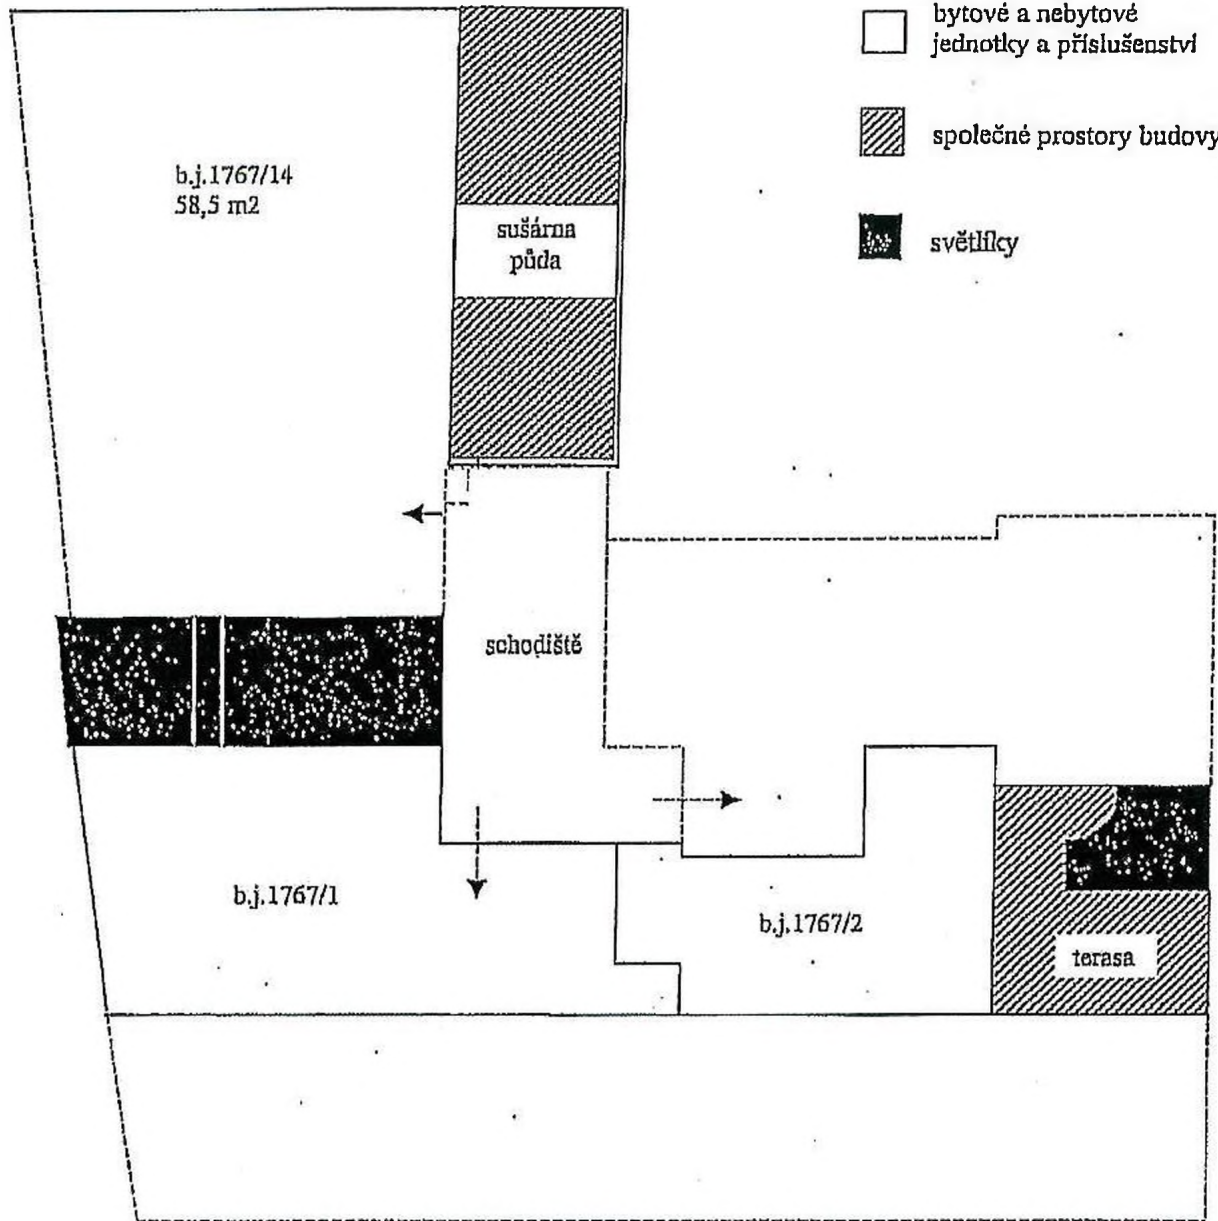 bytové a nebytové
jednotky a příslušenství
společné prostory budovy
světlíky
b.j.1767/14
58,5 m2
sušárna
půda
schodiště
b.j.1767/1
b.j.1767/2
terasa